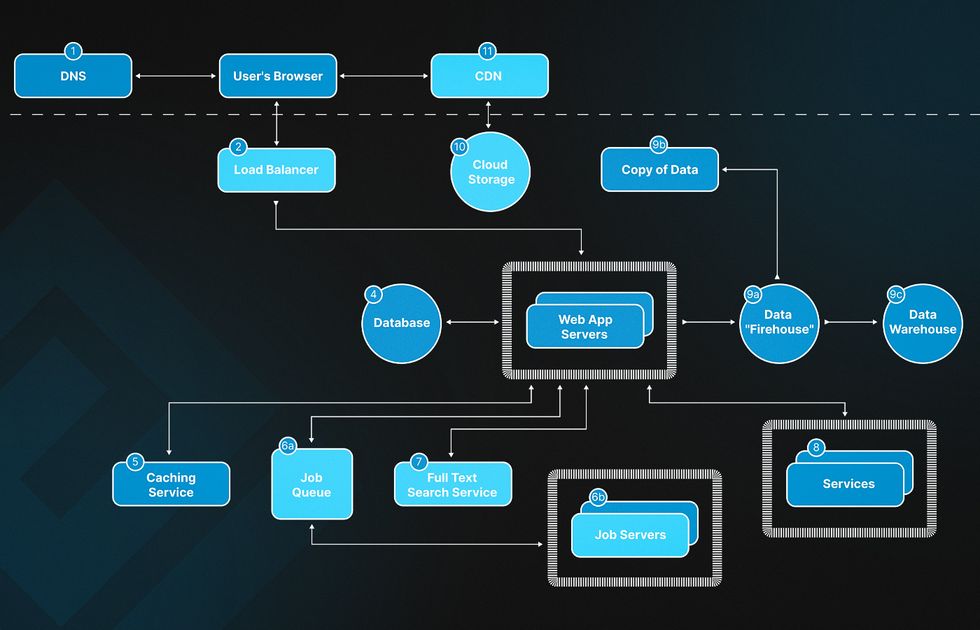 1
DNS
User's Browser
11
CDN
2
Load Balancer
10
Cloud
Storage
9b
Copy of Data
4
Database
Web App
Servers
9a
Data
"Firehouse"
9c
Data
Warehouse
5
Caching
Service
6a
Job
Queue
7
Full Text
Search Service
6b
Job Servers
8
Services